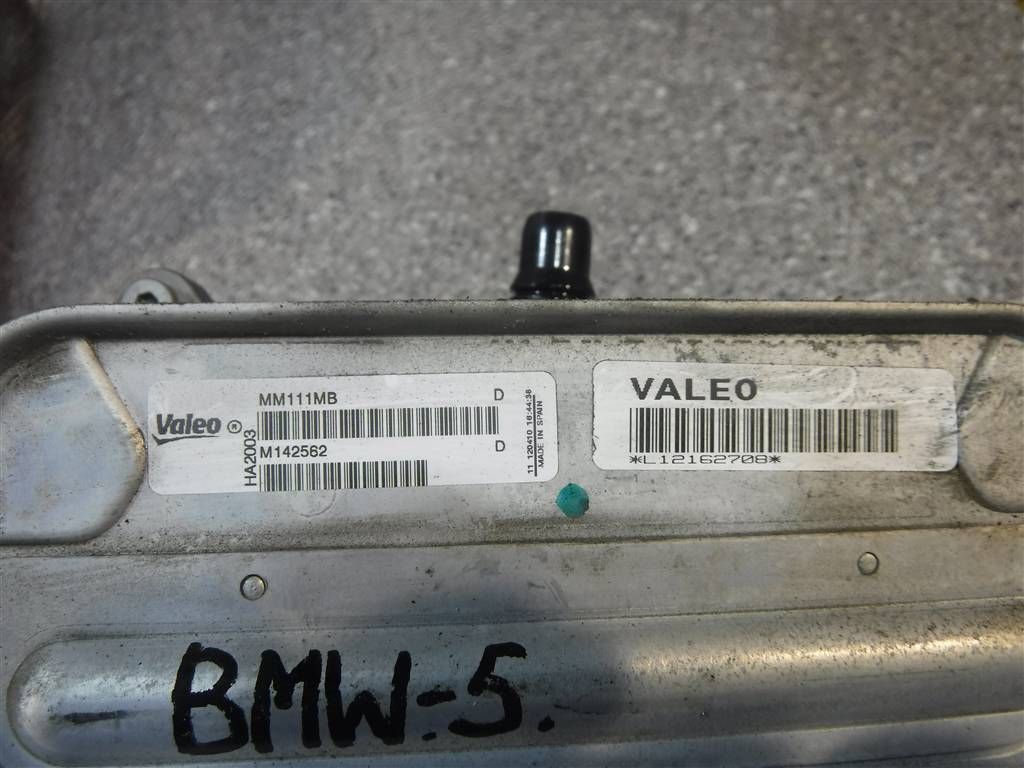 Valeo ®
HA2003
MM111MB D
M142562 D
11 120410 16:44:38
MADE IN SPAIN
VALEO
*L12162708*
BMW-5.